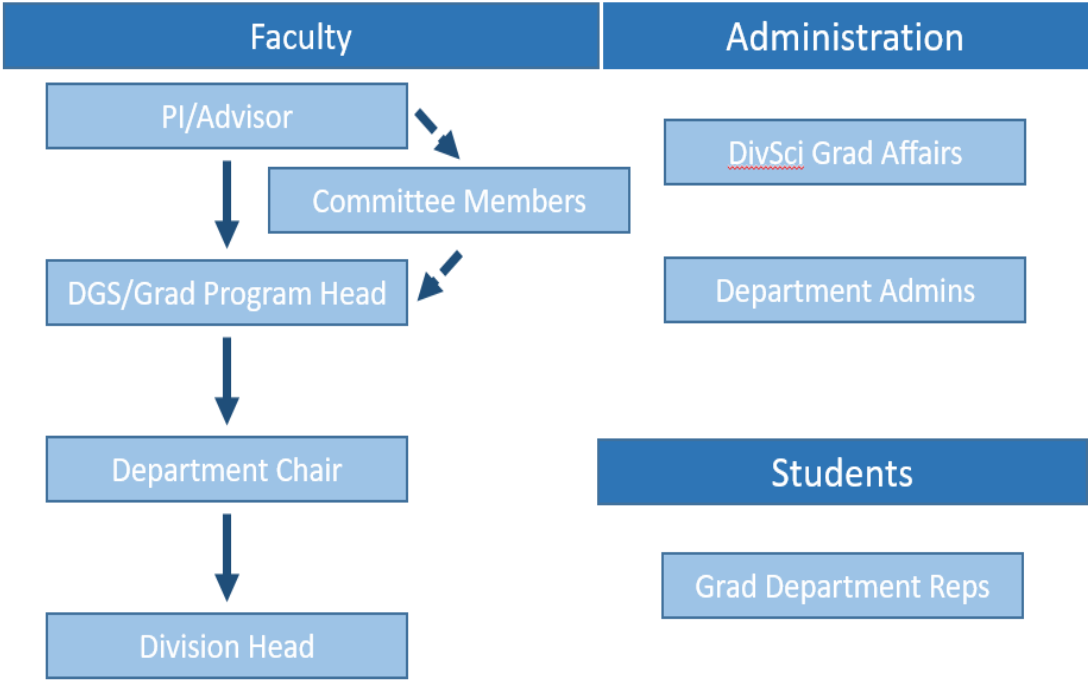 Faculty
PI/Advisor
Committee Members
DGS/Grad Program Head
Department Chair
Division Head
Administration
DivSci Grad Affairs
Department Admins
Students
Grad Department Reps